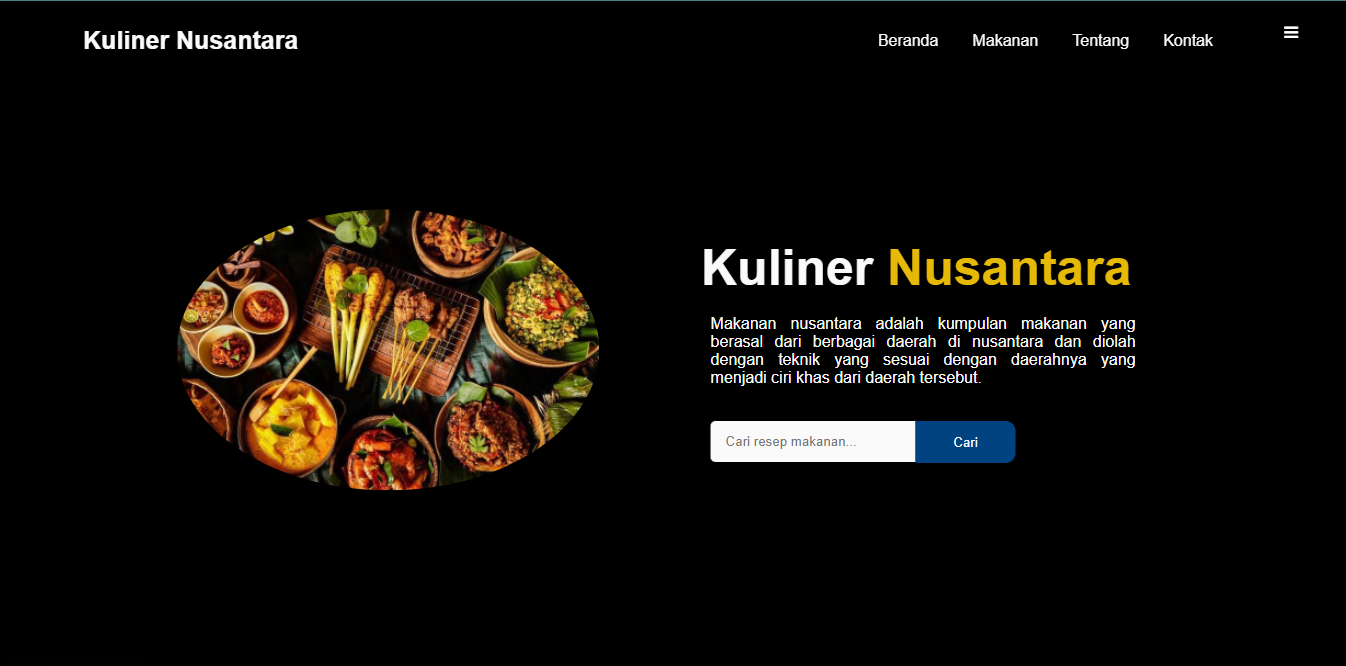 Kuliner Nusantara
Beranda Makanan Tentang Kontak
Kuliner Nusantara
Makanan nusantara adalah kumpulan makanan yang
berasal dari berbagai daerah di nusantara dan diolah
dengan teknik yang sesuai dengan daerahnya yang
menjadi ciri khas dari daerah tersebut.
Cari resep makanan... Cari